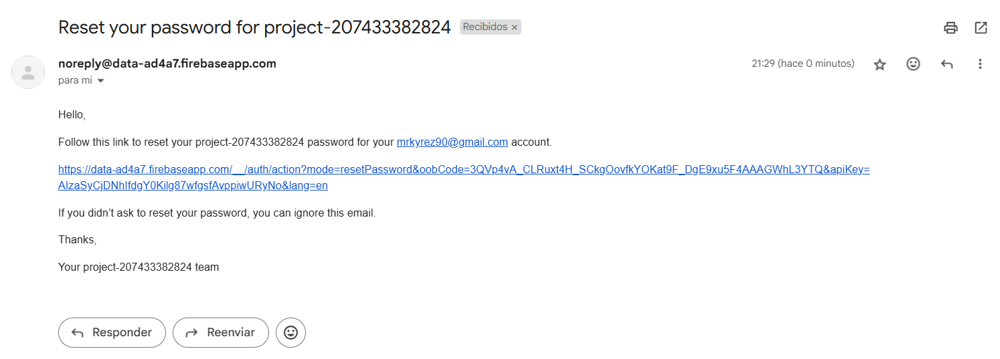 Reset your password for project-207433382824 Recibidos ×
noreply@data-ad4a7.firebaseapp.com 21:29 (hace 0 minutos)
para mí
Hello,
Follow this link to reset your project-207433382824 password for your mrkyrez90@gmail.com account.
https://data-ad4a7.firebaseapp.com/__/auth/action?mode=resetPassword&oobCode=3QVp4vA_CLRuxt4H_SCkgOovfkYOKat9F_DgE9xu5F4AAAGWhL3YTQ&apiKey=
AIzaSyCjDNhIfdgY0Kilg87wfgsfAvppiwURyNo&lang=en
If you didn’t ask to reset your password, you can ignore this email.
Thanks,
Your project-207433382824 team
Responder Reenviar